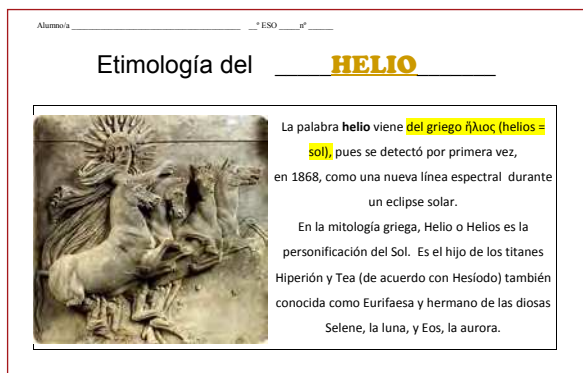 Alumno/a ______________________________________ __º ESO _____nº ______
Etimología del ____HELIO______
La palabra helio viene del griego ἥλιος (helios =
sol), pues se detectó por primera vez,
en 1868, como una nueva línea espectral durante
un eclipse solar.
En la mitología griega, Helio o Helios es la
personificación del Sol. Es el hijo de los titanes
Hiperión y Tea (de acuerdo con Hesíodo) también
conocida como Eurifaesa y hermano de las diosas
Selene, la luna, y Eos, la aurora.